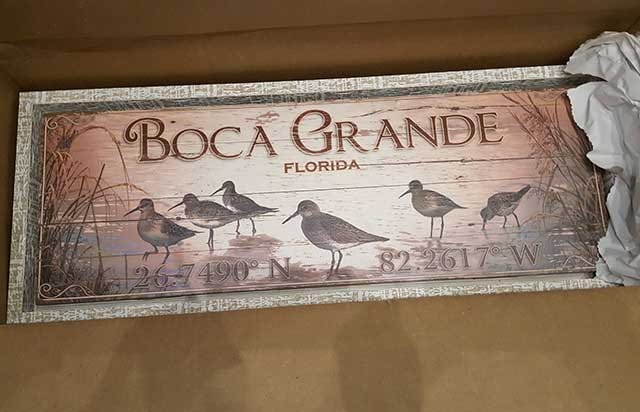 BOCA GRANDE
FLORIDA
26.7490° N 82.2617° W